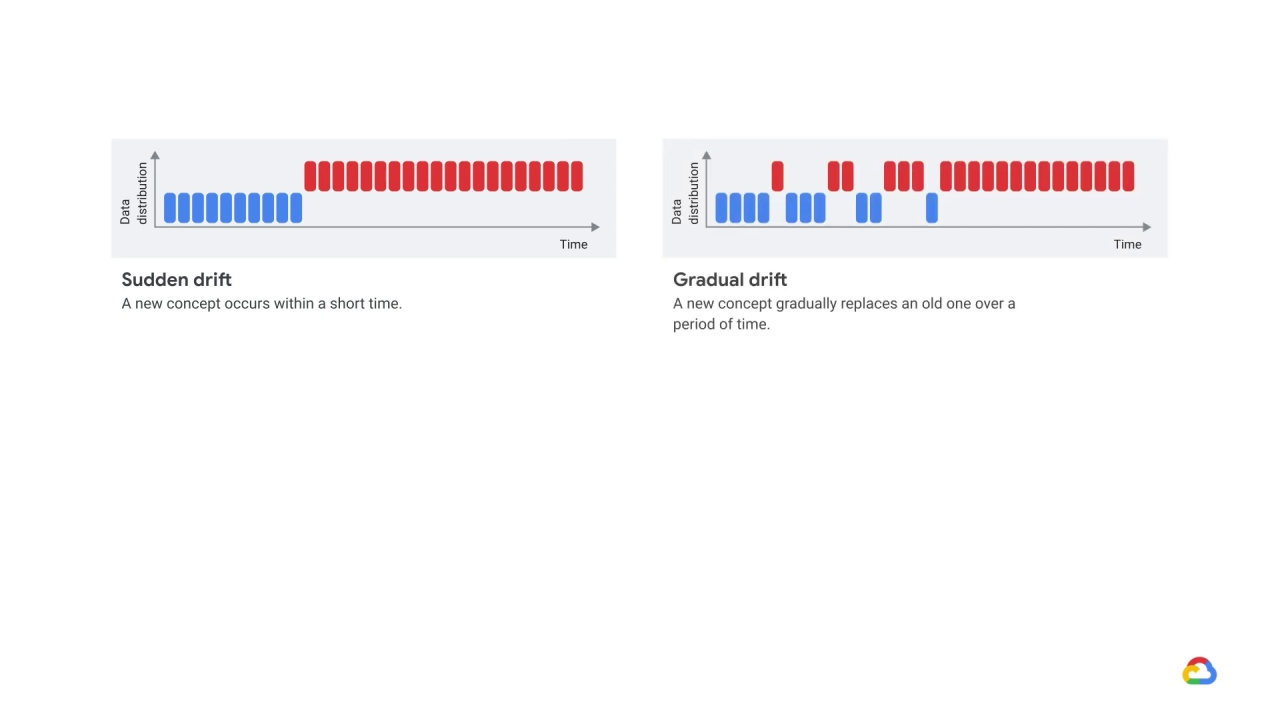 Data
distribution
Time
Sudden drift
A new concept occurs within a short time.
Data
distribution
Time
Gradual drift
A new concept gradually replaces an old one over a
period of time.